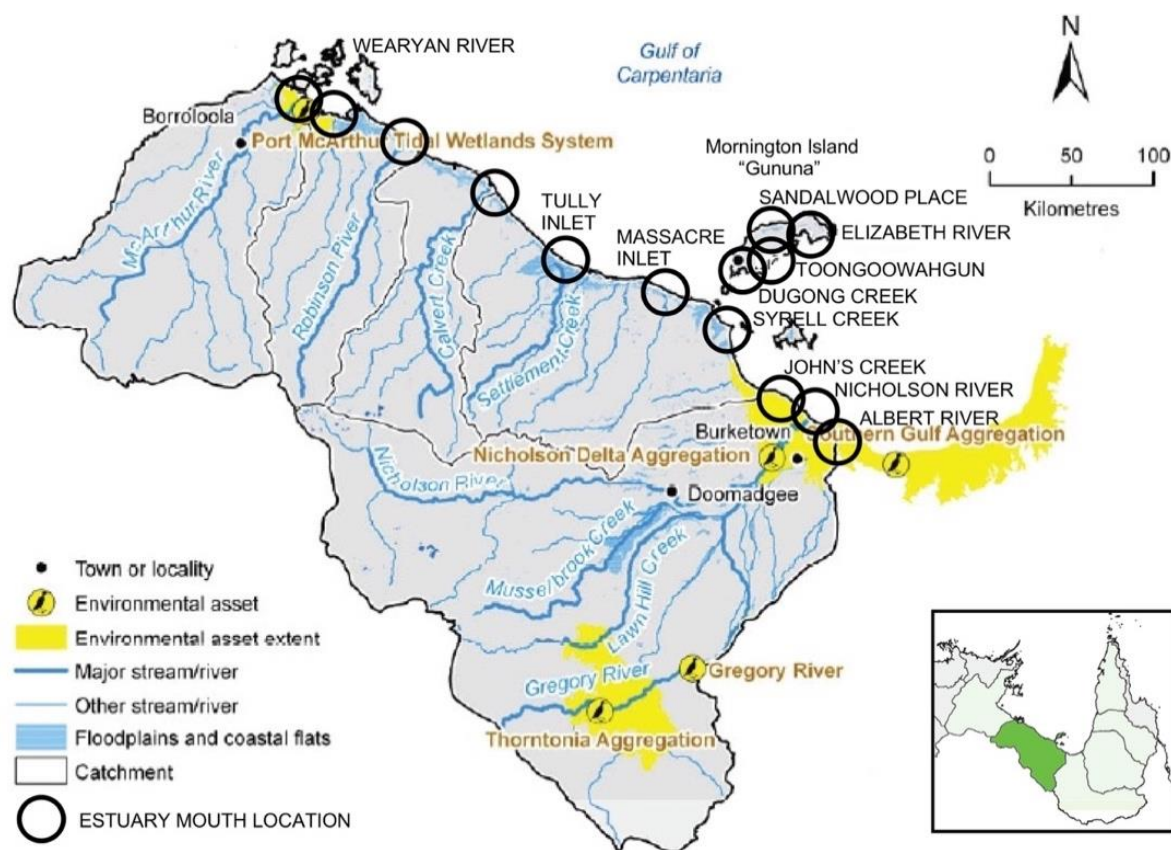 WEARYAN RIVER
Gulf of
Carpentaria
N
Borroloola
Port McArthur Tidal Wetlands System
Mornington Island
"Gununa"
0 50 100
Kilometres
McArthur River
Robinson River
Calvert Creek
Settlement Creek
TULLY
INLET
MASSACRE
INLET
SANDALWOOD PLACE
ELIZABETH RIVER
TOONGOOWAHGUN
DUGONG CREEK
SYRELL CREEK
JOHN'S CREEK
NICHOLSON RIVER
ALBERT RIVER
Burketown
Southern Gulf Aggregation
Nicholson Delta Aggregation
Nicholson River
Doomadgee
Musselbrook Creek
Lawn Hill Creek
Gregory River
Gregory River
Thorntonia Aggregation
Town or locality
Environmental asset
Environmental asset extent
Major stream/river
Other stream/river
Floodplains and coastal flats
Catchment
ESTUARY MOUTH LOCATION